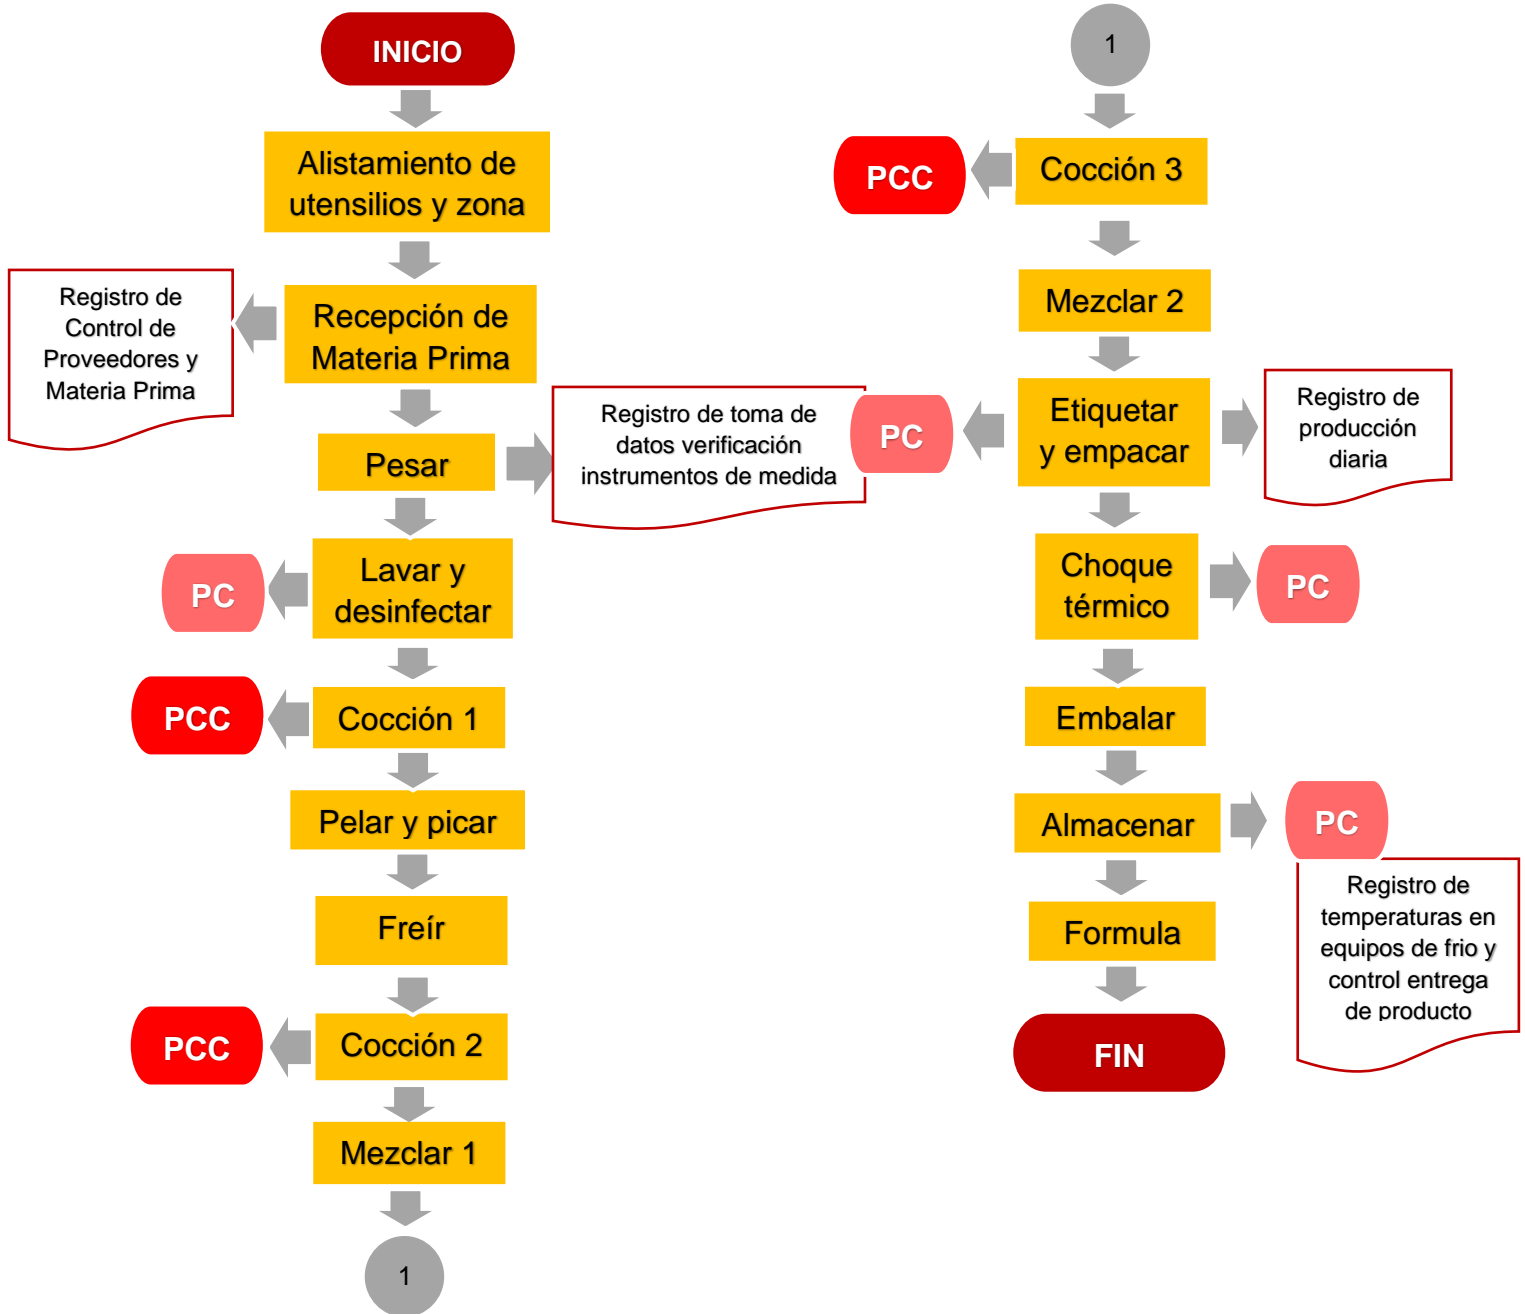 INICIO
Alistamiento de
utensilios y zona
Registro de
Control de
Proveedores y
Materia Prima
Recepción de
Materia Prima
Pesar
Registro de toma de
datos verificación
instrumentos de medida
PC
Lavar y
desinfectar
PCC
Cocción 1
Pelar y picar
Freír
PCC
Cocción 2
Mezclar 1
1
1
PCC
Cocción 3
Mezclar 2
PC
Etiquetar
y empacar
Registro de
producción
diaria
Choque
térmico
PC
Embalar
Almacenar
PC
Registro de
temperaturas en
equipos de frio y
control entrega
de producto
Formula
FIN